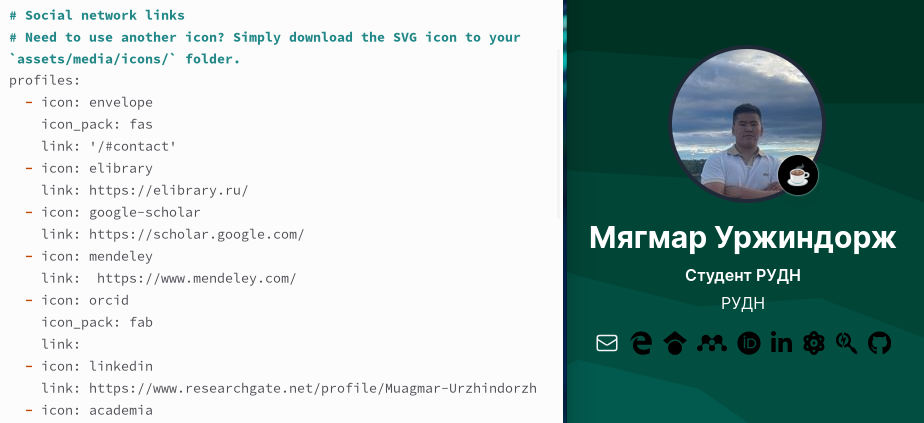 # Social network links
# Need to use another icon? Simply download the SVG icon to your
`assets/media/icons/` folder.
profiles:
- icon: envelope
icon_pack: fas
link: '/#contact'
- icon: elibrary
link: https://elibrary.ru/
- icon: google-scholar
link: https://scholar.google.com/
- icon: mendeley
link:  https://www.mendeley.com/
- icon: orcid
icon_pack: fab
link:
- icon: linkedin
link: https://www.researchgate.net/profile/Muagmar-Urzhindorzh
- icon: academia
Мягмар Уржиндорж
Студент РУДН
РУДН
iD in